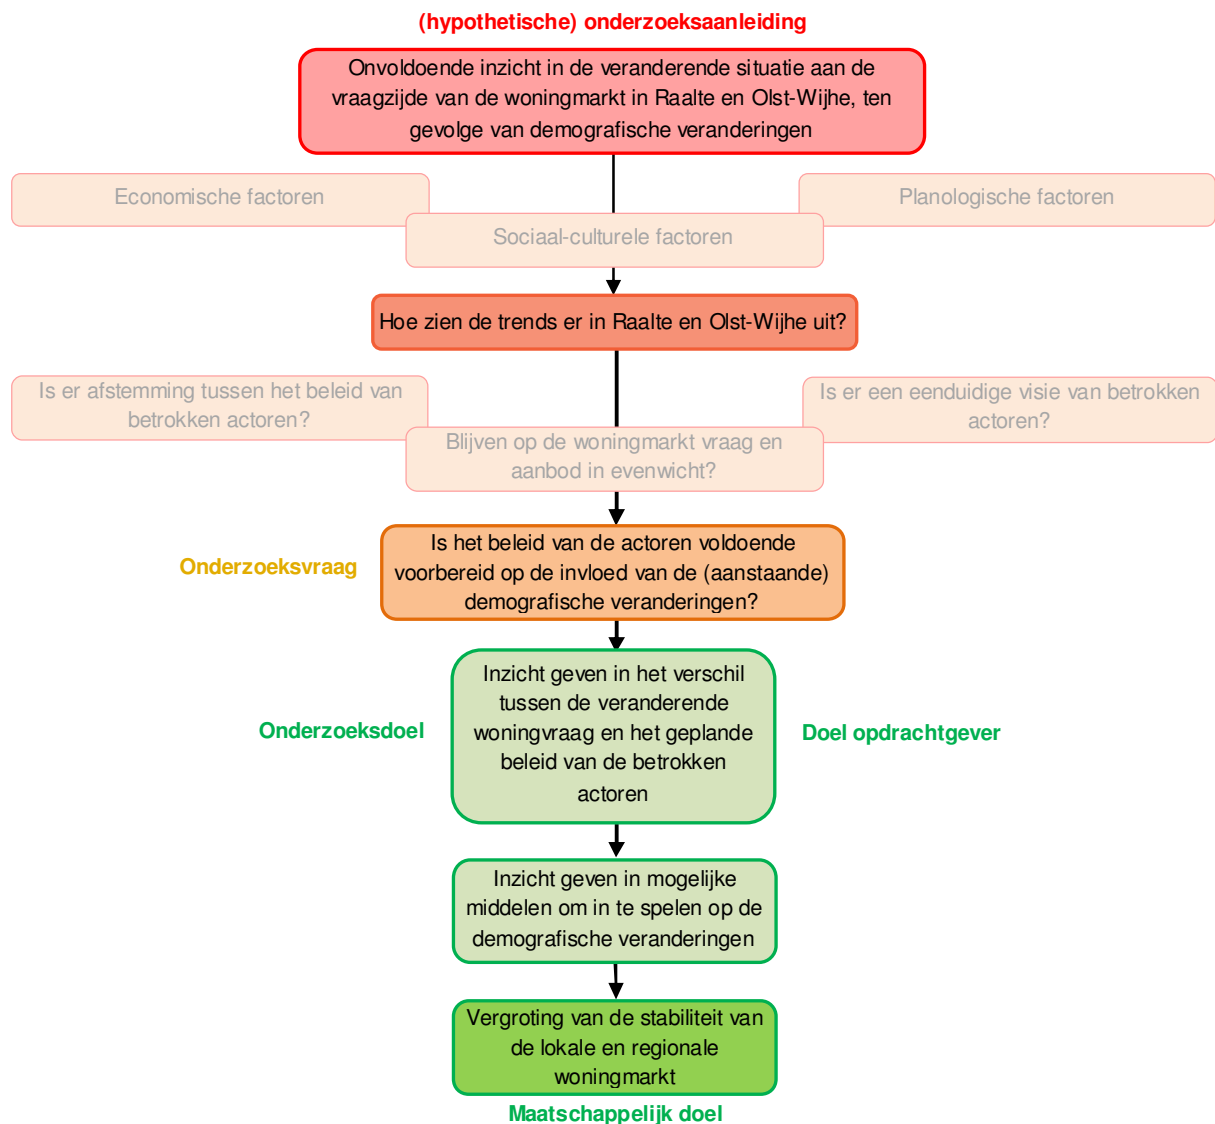 (hypothetische) onderzoeksaanleiding
Onvoldoende inzicht in de veranderende situatie aan de
vraagzijde van de woningmarkt in Raalte en Olst-Wijhe, ten
gevolge van demografische veranderingen
Economische factoren
Planologische factoren
Sociaal-culturele factoren
Hoe zien de trends er in Raalte en Olst-Wijhe uit?
Is er afstemming tussen het beleid van
betrokken actoren?
Is er een eenduidige visie van betrokken
actoren?
Blijven op de woningmarkt vraag en
aanbod in evenwicht?
Onderzoeksvraag
Is het beleid van de actoren voldoende
voorbereid op de invloed van de (aanstaande)
demografische veranderingen?
Onderzoeksdoel
Inzicht geven in het verschil
tussen de veranderende
woningvraag en het geplande
beleid van de betrokken
actoren
Doel opdrachtgever
Inzicht geven in mogelijke
middelen om in te spelen op de
demografische veranderingen
Vergroting van de stabiliteit van
de lokale en regionale
woningmarkt
Maatschappelijk doel